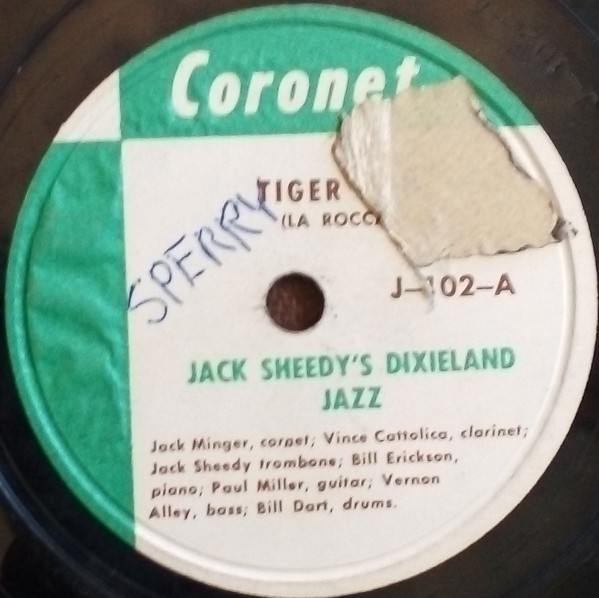 Coronet
TIGER
(LA ROCCA
SPERRY
J-102-A
JACK SHEEDY'S DIXIELAND
JAZZ
Jack Minger, cornet; Vince Cattolica, clarinet;
Jack Sheedy trombone; Bill Erickson,
piano; Paul Miller, guitar; Vernon
Alley, bass; Bill Dart, drums.